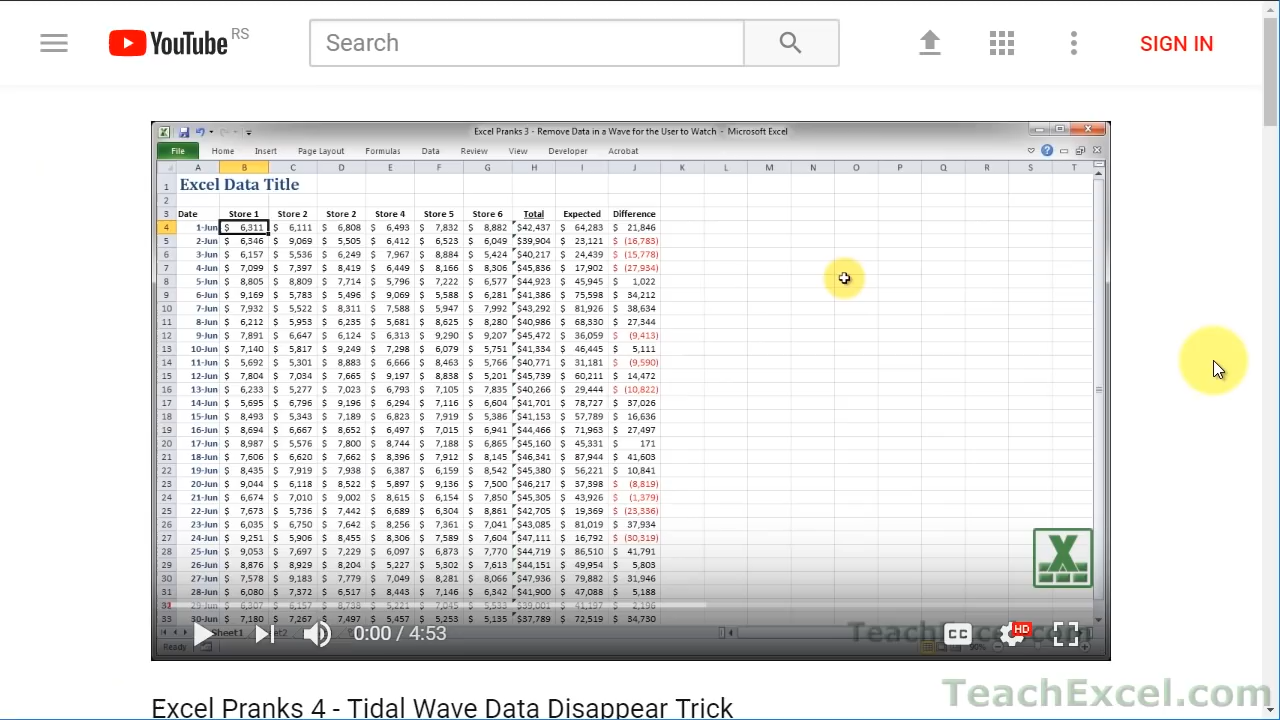 YouTube RS
Search
SIGN IN
Excel Pranks 3 - Remove Data in a Wave for the User to Watch - Microsoft Excel
File Home Insert Page Layout Formulas Data Review View Developer Acrobat
A B C D E F G H I J K L M N O P Q R S T
1 Excel Data Title
2
3 Date Store 1 Store 2 Store 2 Store 4 Store 5 Store 6 Total Expected Difference
4 1-Jun $ 6,311 $ 6,111 $ 6,808 $ 6,493 $ 7,832 $ 8,882 $42,437 $ 64,283 $ 21,846
5 2-Jun $ 6,346 $ 9,069 $ 5,505 $ 6,412 $ 6,523 $ 6,049 $39,904 $ 23,121 $ (16,783)
6 3-Jun $ 6,157 $ 5,536 $ 6,249 $ 7,967 $ 8,884 $ 5,424 $40,217 $ 24,439 $ (15,778)
7 4-Jun $ 7,099 $ 7,397 $ 8,419 $ 6,449 $ 8,166 $ 8,306 $45,836 $ 17,902 $ (27,934)
8 5-Jun $ 8,805 $ 8,809 $ 7,714 $ 5,796 $ 7,222 $ 6,577 $44,923 $ 45,945 $ 1,022
9 6-Jun $ 9,169 $ 5,783 $ 5,496 $ 9,069 $ 5,588 $ 6,281 $41,386 $ 75,598 $ 34,212
10 7-Jun $ 7,932 $ 5,522 $ 8,311 $ 7,588 $ 5,947 $ 7,992 $43,292 $ 81,926 $ 38,634
11 8-Jun $ 6,212 $ 5,953 $ 6,235 $ 5,681 $ 8,625 $ 8,280 $40,986 $ 68,330 $ 27,344
12 9-Jun $ 7,891 $ 6,647 $ 6,124 $ 6,313 $ 9,290 $ 9,207 $45,472 $ 36,059 $ (9,413)
13 10-Jun $ 7,140 $ 5,817 $ 9,249 $ 7,298 $ 6,079 $ 5,751 $41,334 $ 46,445 $ 5,111
14 11-Jun $ 5,692 $ 5,301 $ 8,883 $ 6,666 $ 8,463 $ 5,766 $40,771 $ 31,181 $ (9,590)
15 12-Jun $ 7,804 $ 7,034 $ 7,665 $ 9,197 $ 8,838 $ 5,201 $45,739 $ 60,211 $ 14,472
16 13-Jun $ 6,233 $ 5,277 $ 7,023 $ 6,793 $ 7,105 $ 7,835 $40,266 $ 29,444 $ (10,822)
17 14-Jun $ 5,695 $ 6,796 $ 9,196 $ 6,294 $ 7,116 $ 6,604 $41,701 $ 78,727 $ 37,026
18 15-Jun $ 8,493 $ 5,343 $ 7,189 $ 6,823 $ 7,919 $ 5,386 $41,153 $ 57,789 $ 16,636
19 16-Jun $ 8,694 $ 6,667 $ 8,652 $ 6,497 $ 7,015 $ 6,941 $44,466 $ 71,963 $ 27,497
20 17-Jun $ 8,987 $ 5,576 $ 7,800 $ 8,744 $ 7,188 $ 6,865 $45,160 $ 45,331 $ 171
21 18-Jun $ 7,606 $ 6,620 $ 7,662 $ 8,396 $ 7,912 $ 8,145 $46,341 $ 87,944 $ 41,603
22 19-Jun $ 8,435 $ 7,919 $ 7,938 $ 6,387 $ 6,159 $ 8,542 $45,380 $ 56,221 $ 10,841
23 20-Jun $ 9,044 $ 6,118 $ 8,522 $ 5,897 $ 9,136 $ 7,500 $46,217 $ 37,398 $ (8,819)
24 21-Jun $ 6,674 $ 7,010 $ 9,002 $ 8,615 $ 6,154 $ 7,850 $45,305 $ 43,926 $ (1,379)
25 22-Jun $ 7,673 $ 5,736 $ 7,442 $ 6,689 $ 6,304 $ 8,861 $42,705 $ 19,369 $ (23,336)
26 23-Jun $ 6,035 $ 6,750 $ 7,642 $ 8,256 $ 7,361 $ 7,041 $43,085 $ 81,019 $ 37,934
27 24-Jun $ 9,251 $ 5,906 $ 8,455 $ 8,306 $ 7,589 $ 7,604 $47,111 $ 16,792 $ (30,319)
28 25-Jun $ 9,053 $ 7,697 $ 7,229 $ 6,097 $ 6,873 $ 7,770 $44,719 $ 86,510 $ 41,791
29 26-Jun $ 8,876 $ 8,929 $ 8,204 $ 5,227 $ 5,302 $ 7,613 $44,151 $ 49,954 $ 5,803
30 27-Jun $ 7,578 $ 9,183 $ 7,779 $ 7,049 $ 8,281 $ 8,066 $47,936 $ 79,882 $ 31,946
31 28-Jun $ 6,080 $ 7,372 $ 6,517 $ 8,443 $ 7,146 $ 6,342 $41,900 $ 47,088 $ 5,188
32 29-Jun $ 6,307 $ 6,157 $ 8,738 $ 5,221 $ 7,045 $ 5,533 $39,001 $ 41,197 $ 2,196
33 30-Jun $ 7,180 $ 7,267 $ 7,497 $ 5,457 $ 5,253 $ 5,135 $37,789 $ 72,519 $ 34,730
Sheet1
0:00 / 4:53
CC
HD
Ready
Excel Pranks 4 - Tidal Wave Data Disappear Trick
TeachExcel.com